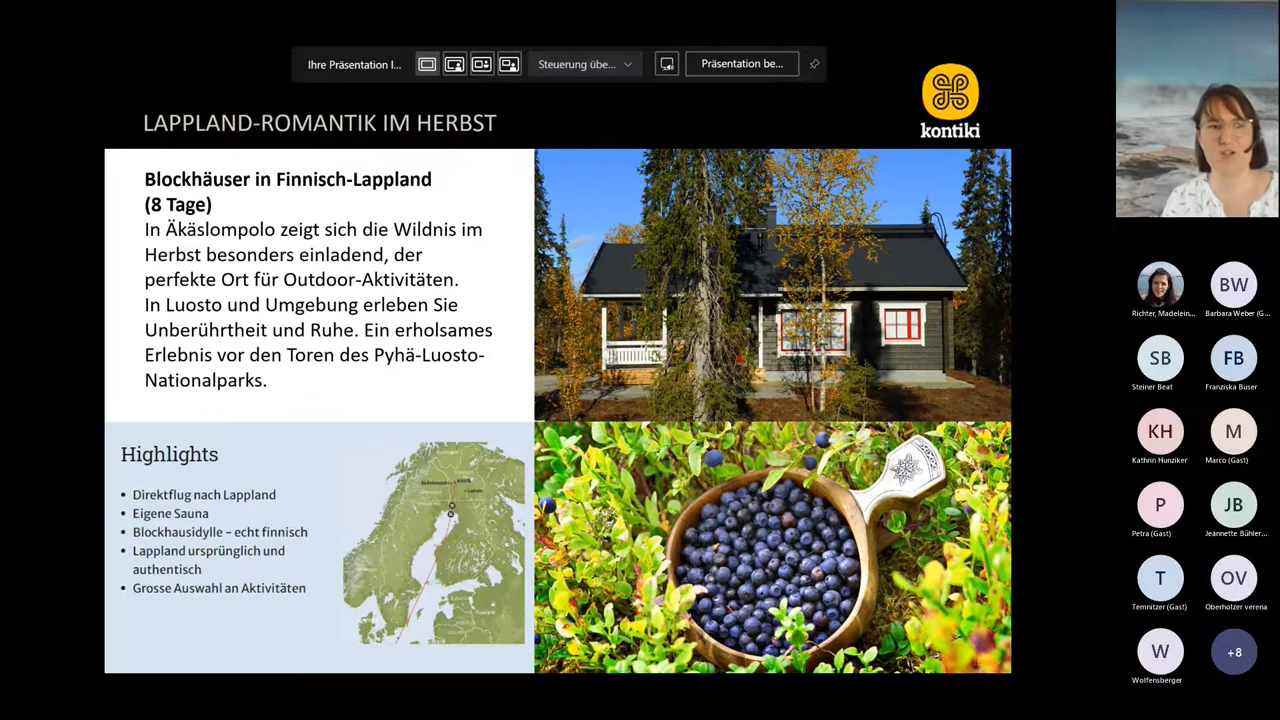 Ihre Präsentation l...
Steuerung übe...
Präsentation be...
kontiki
LAPPLAND-ROMANTIK IM HERBST
Blockhäuser in Finnisch-Lappland
(8 Tage)
In Äkäslompolo zeigt sich die Wildnis im
Herbst besonders einladend, der
perfekte Ort für Outdoor-Aktivitäten.
In Luosto und Umgebung erleben Sie
Unberührtheit und Ruhe. Ein erholsames
Erlebnis vor den Toren des Pyhä-Luosto-
Nationalparks.
Highlights
• Direktflug nach Lappland
• Eigene Sauna
• Blockhausidylle – echt finnisch
• Lappland ursprünglich und
authentisch
• Grosse Auswahl an Aktivitäten
Richter, Madelein...
BW
Barbara Weber (G...
SB
Steiner Beat
FB
Franziska Buser
KH
Kathrin Hunziker
M
Marco (Gast)
P
Petra (Gast)
JB
Jeannette Bühler...
T
Temnitzer (Gast)
OV
Oberholzer verena
W
Wolfensberger
+8